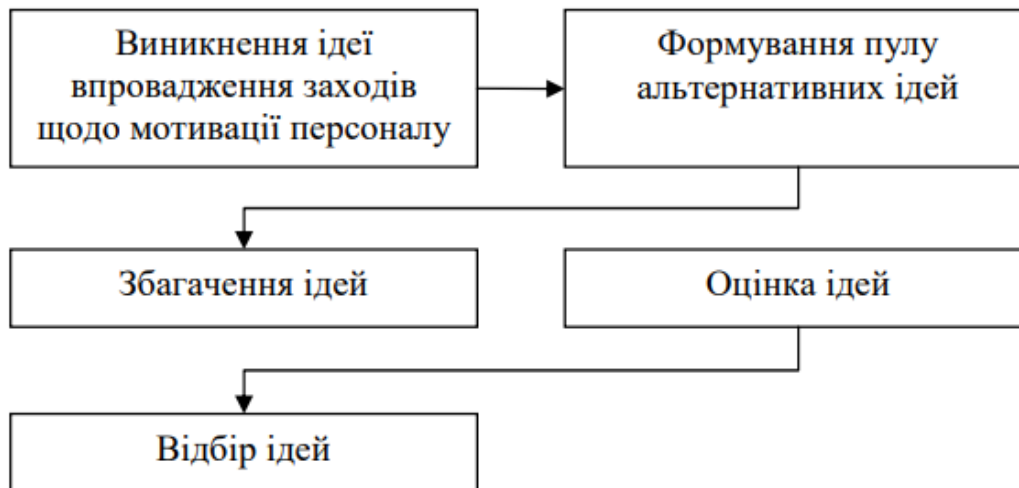 Виникнення ідеї
впровадження заходів
щодо мотивації персоналу
Формування пулу
альтернативних ідей
Збагачення ідей
Оцінка ідей
Відбір ідей